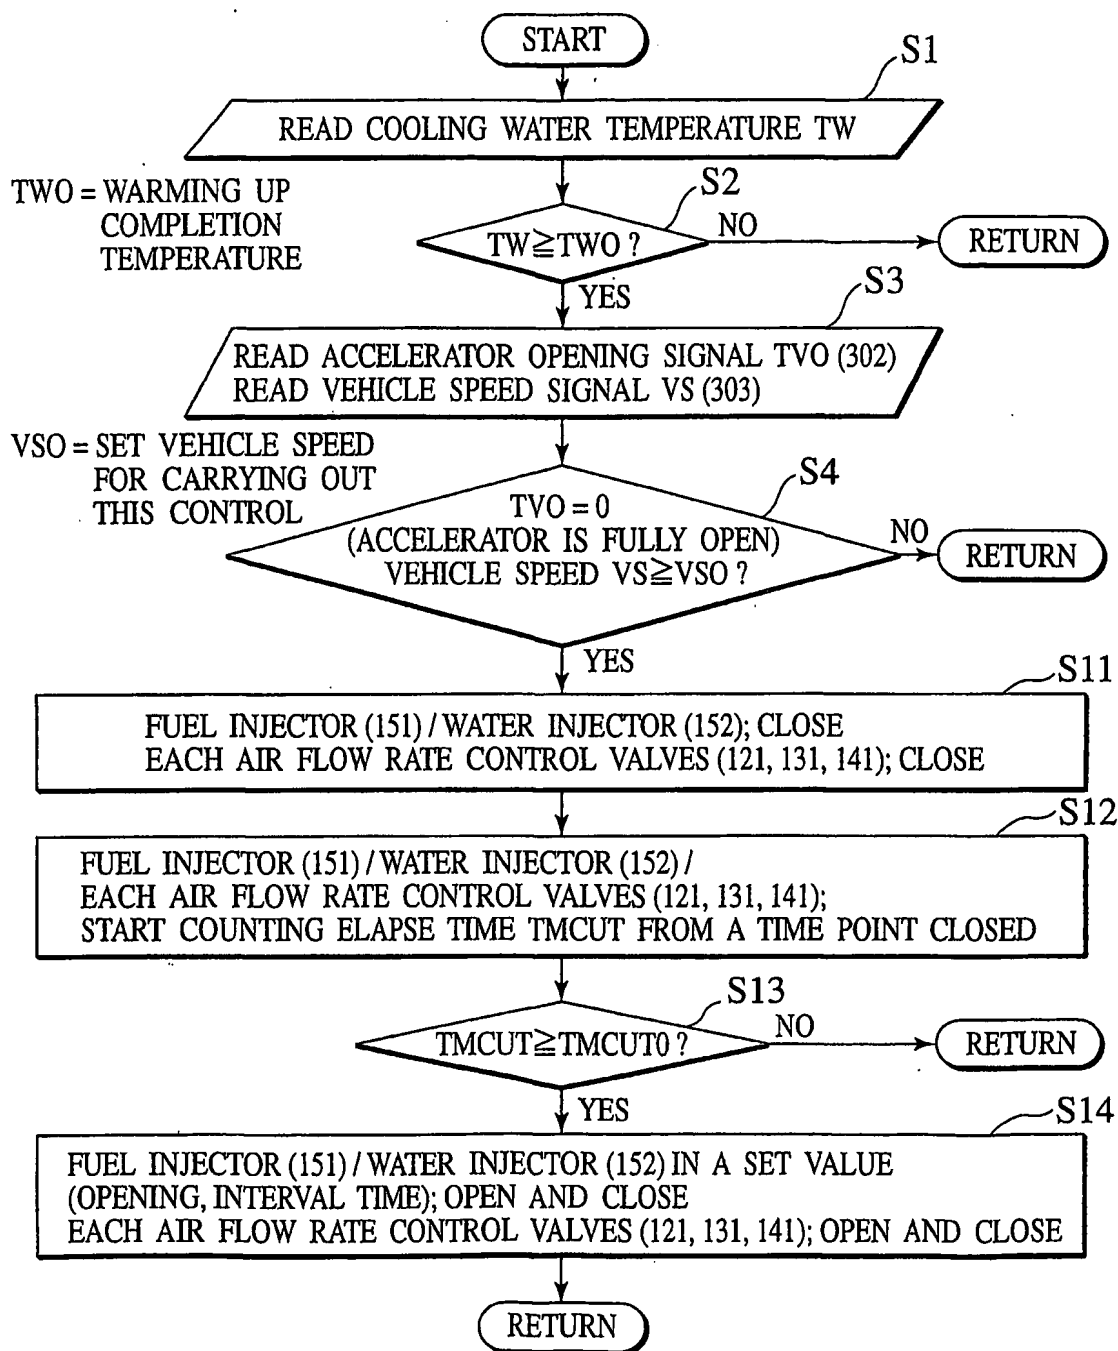 START
S1
READ COOLING WATER TEMPERATURE TW
TWO = WARMING UP
COMPLETION
TEMPERATURE
S2
TW≧TWO ?
NO
RETURN
YES
S3
READ ACCELERATOR OPENING SIGNAL TVO (302)
READ VEHICLE SPEED SIGNAL VS (303)
VSO = SET VEHICLE SPEED
FOR CARRYING OUT
THIS CONTROL
S4
TVO = 0
(ACCELERATOR IS FULLY OPEN)
VEHICLE SPEED VS≧VSO ?
NO
RETURN
YES
S11
FUEL INJECTOR (151) / WATER INJECTOR (152); CLOSE
EACH AIR FLOW RATE CONTROL VALVES (121, 131, 141); CLOSE
S12
FUEL INJECTOR (151) / WATER INJECTOR (152) /
EACH AIR FLOW RATE CONTROL VALVES (121, 131, 141);
START COUNTING ELAPSE TIME TMCUT FROM A TIME POINT CLOSED
S13
TMCUT≧TMCUT0 ?
NO
RETURN
YES
S14
FUEL INJECTOR (151) / WATER INJECTOR (152) IN A SET VALUE
(OPENING, INTERVAL TIME); OPEN AND CLOSE
EACH AIR FLOW RATE CONTROL VALVES (121, 131, 141); OPEN AND CLOSE
RETURN